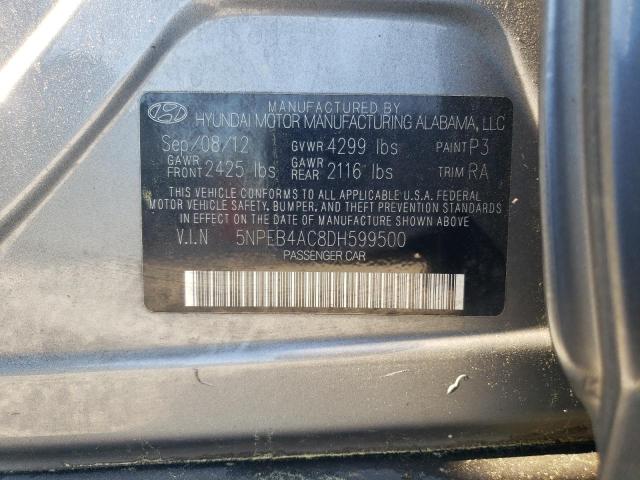 MANUFACTURED BY
HYUNDAI MOTOR MANUFACTURING ALABAMA, LLC
Sep/08/12 GVWR 4299 lbs PAINT P3
GAWR FRONT 2425 lbs GAWR REAR 2116 lbs TRIM RA
THIS VEHICLE CONFORMS TO ALL APPLICABLE U.S.A. FEDERAL
MOTOR VEHICLE SAFETY, BUMPER, AND THEFT STANDARDS
IN EFFECT ON THE DATE OF MANUFACTURE SHOWN ABOVE.
V.I.N 5NPEB4AC8DH599500
PASSENGER CAR